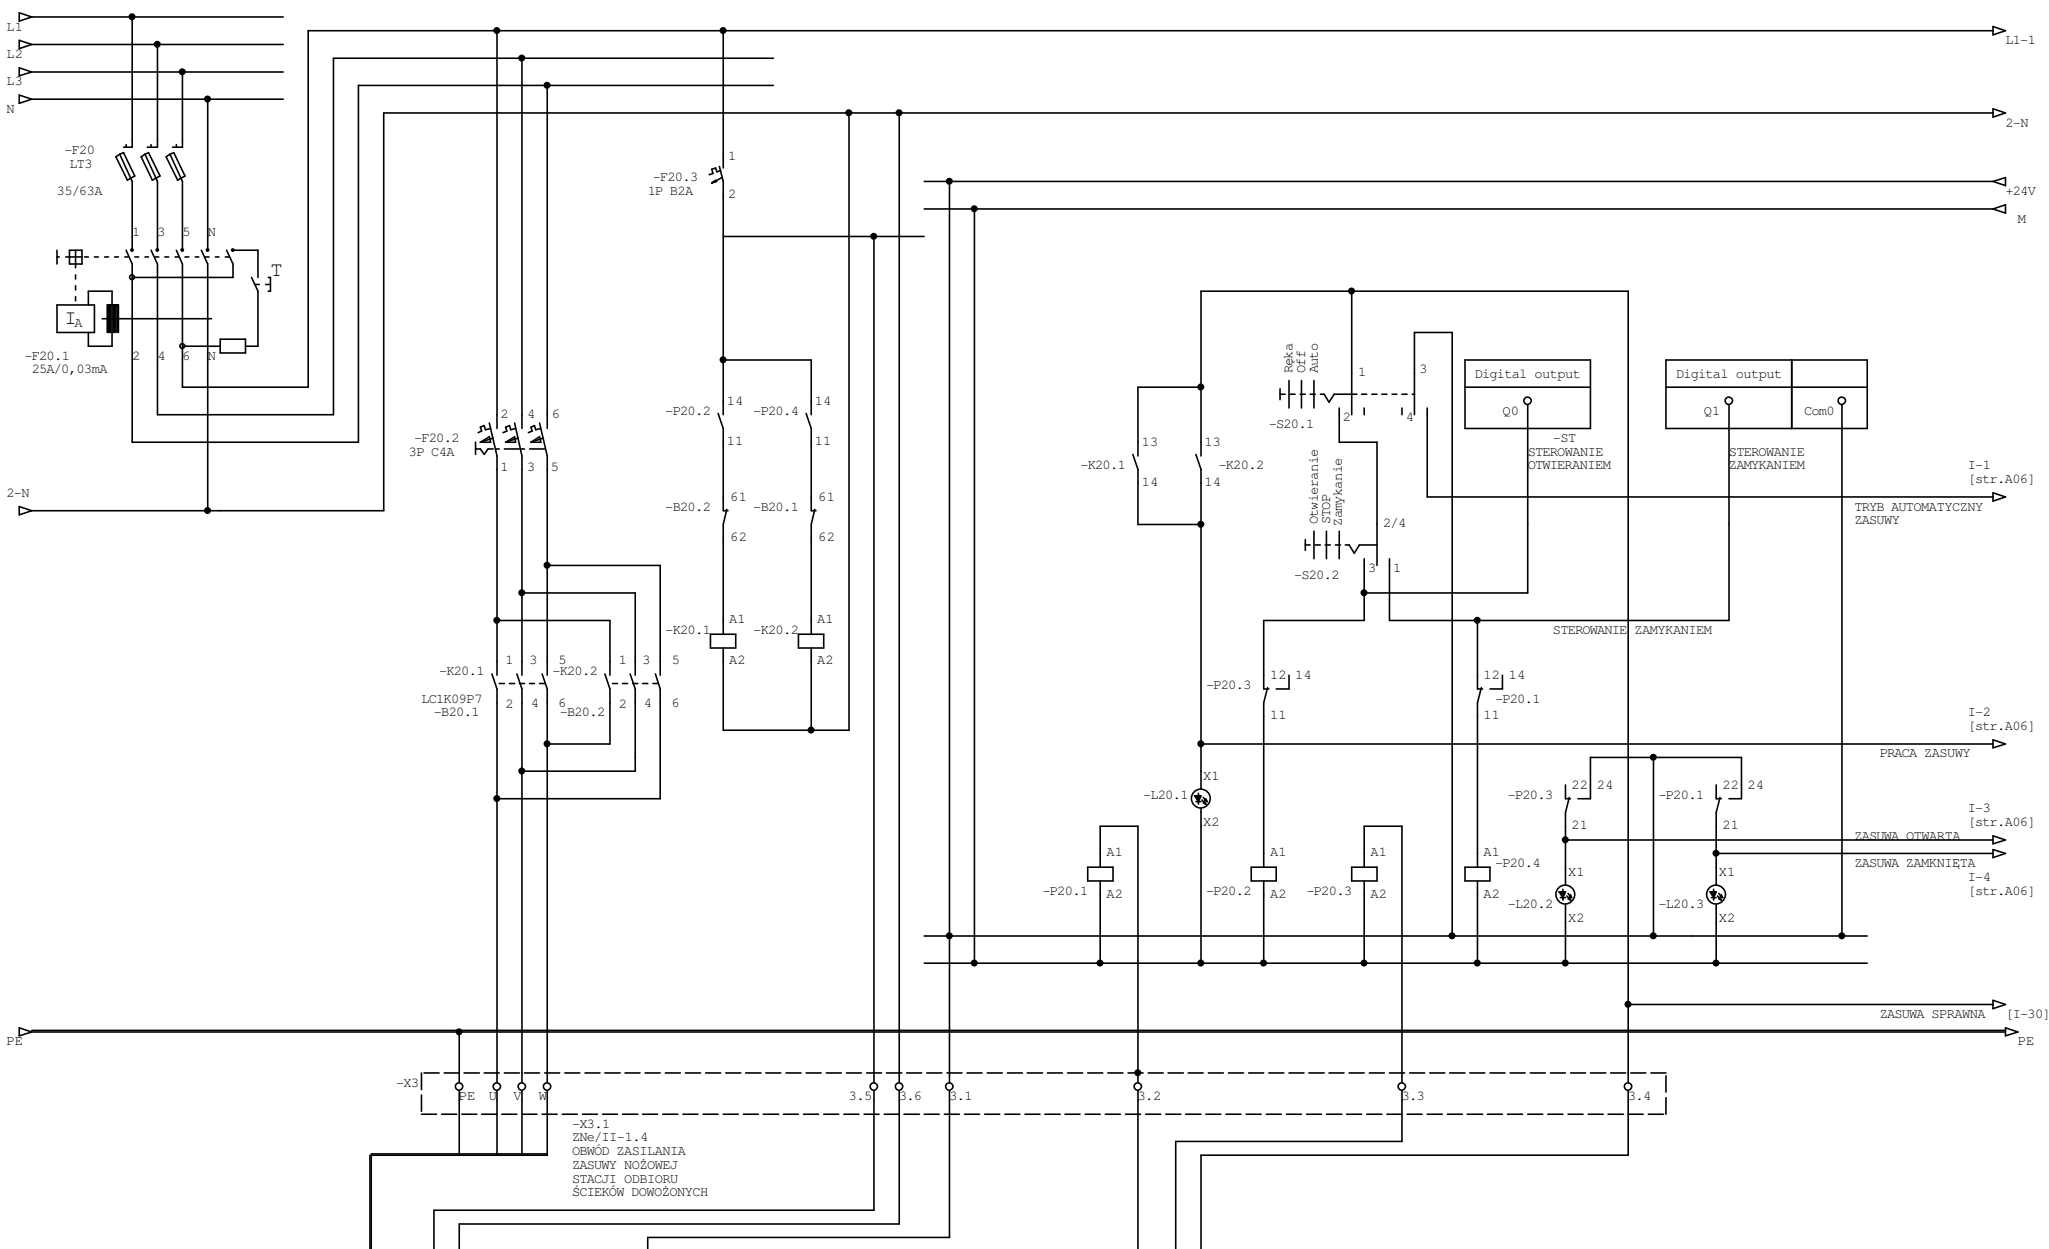 L1
L2
L3
N
L1-1
2-N
+24V
M
-F20
LT3
35/63A
1 3 5 N
T
IA
-F20.1
25A/0,03mA
2 4 6 N
2-N
-F20.2
3P C4A
2 4 6
1 3 5
-F20.3
1P B2A
1
2
-P20.2
14
11
-P20.4
14
11
-B20.2
61
62
-B20.1
61
62
-K20.1
A1
A2
-K20.2
A1
A2
-K20.1
1 3 5
LC1K09P7
-B20.1
2 4 6
-K20.2
1 3 5
-B20.2
2 4 6
-K20.1
13
14
13
14
-K20.2
Ręka
Off
Auto
-S20.1
1
3
2
4
Otwieranie
STOP
Zamykanie
-S20.2
2/4
3
1
Digital output
Q0
-ST
STEROWANIE
OTWIERANIEM
Digital output
Q1
Com0
STEROWANIE
ZAMYKANIEM
I-1
[str.A06]
TRYB AUTOMATYCZNY
ZASUWY
STEROWANIE ZAMYKANIEM
-P20.3
12 14
11
12 14
-P20.1
11
I-2
[str.A06]
PRACA ZASUWY
-L20.1
X1
X2
-P20.3
22 24
21
-P20.1
22 24
21
I-3
[str.A06]
ZASUWA OTWARTA
ZASUWA ZAMKNIĘTA
I-4
[str.A06]
-P20.1
A1
A2
-P20.2
A1
A2
-P20.3
A1
A2
A1
-P20.4
A2
-L20.2
X1
X2
-L20.3
X1
X2
ZASUWA SPRAWNA
[I-30]
PE
PE
-X3
PE U V W
3.5
3.6
3.1
3.2
3.3
3.4
-X3.1
ZNe/II-1.4
OBWÓD ZASILANIA
ZASUWY NOŻOWEJ
STACJI ODBIORU
ŚCIEKÓW DOWOŻONYCH